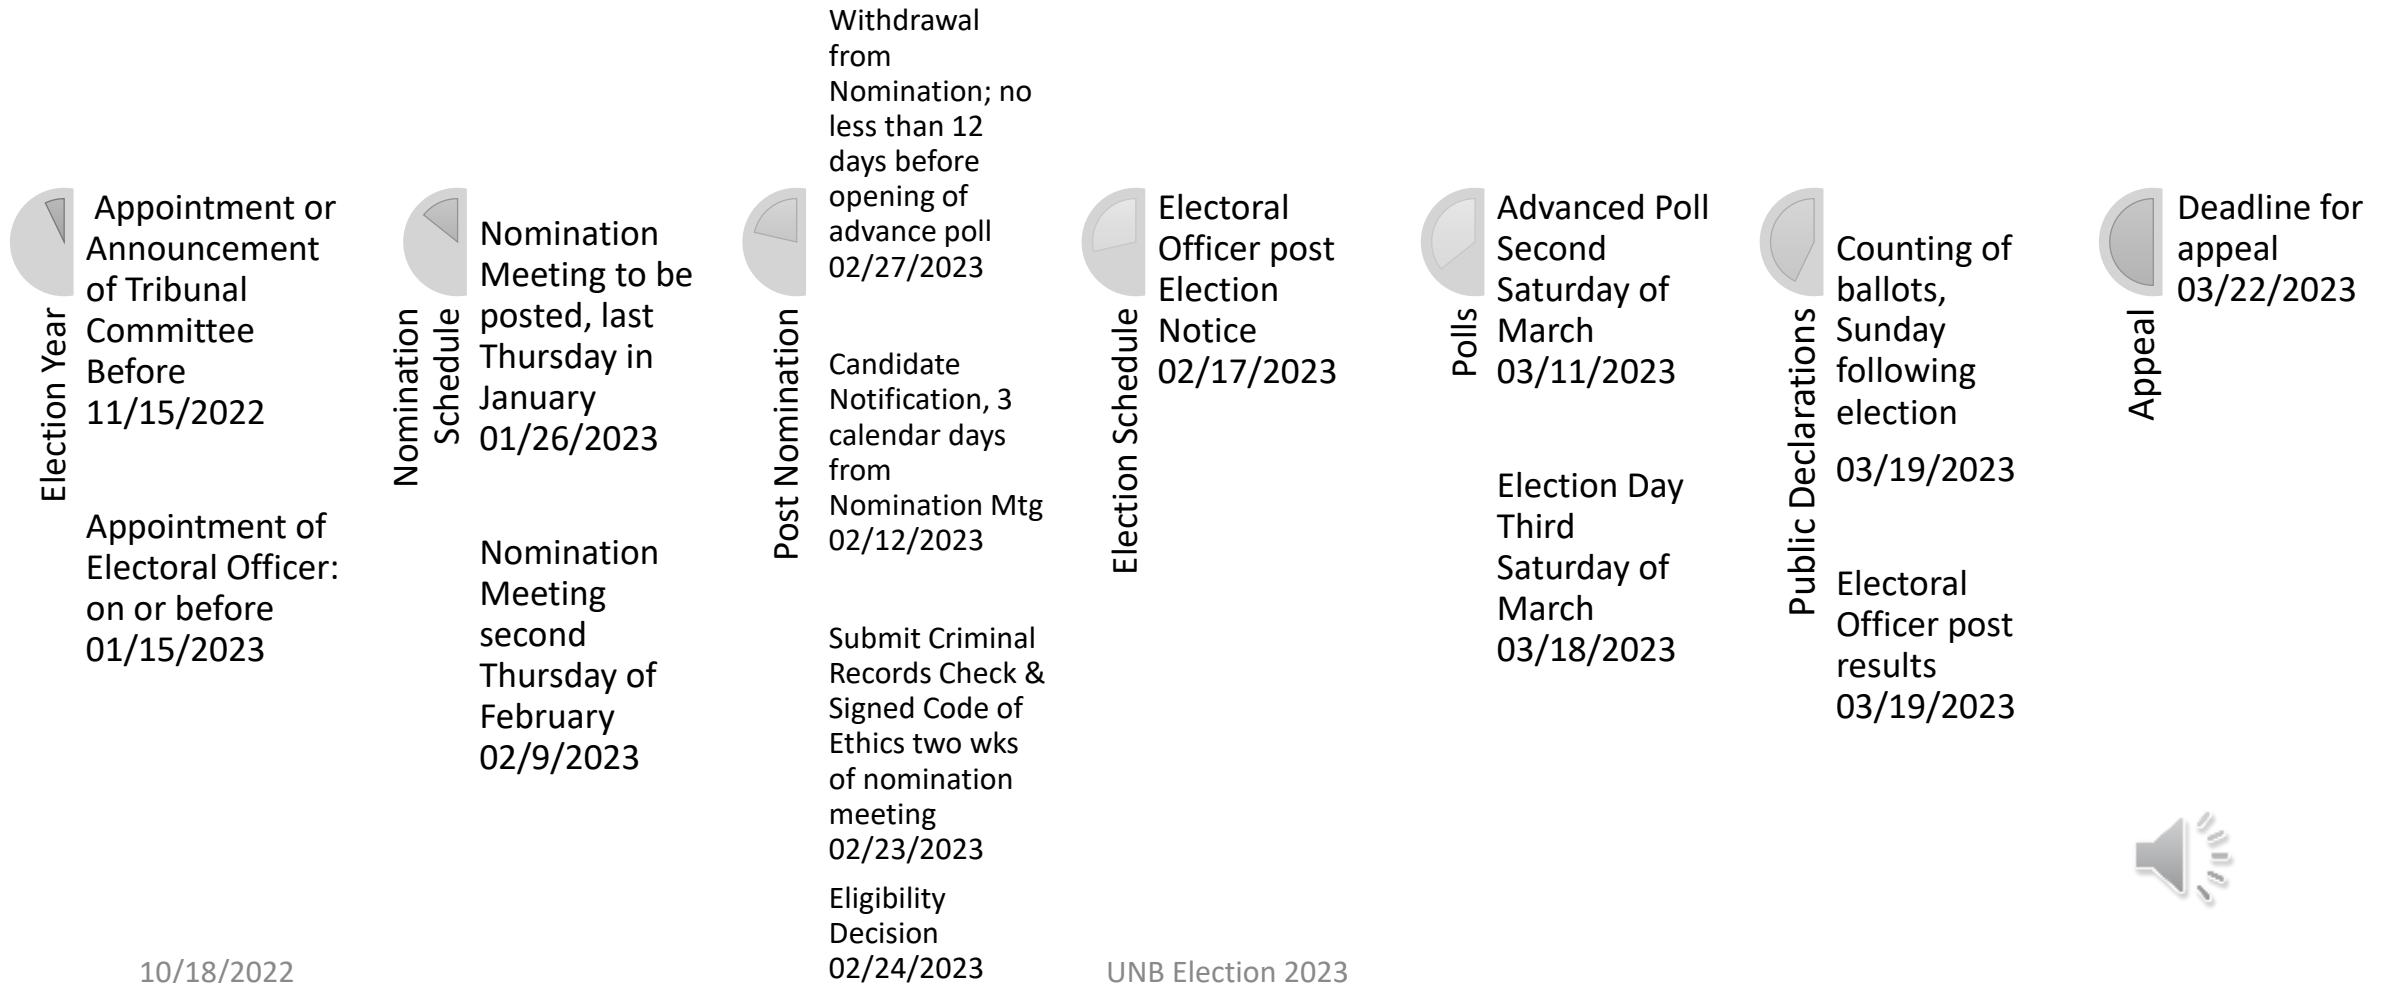 Election Year
Appointment or
Announcement
of Tribunal
Committee
Before
11/15/2022
Appointment of
Electoral Officer:
on or before
01/15/2023
Nomination
Schedule
Nomination
Meeting to be
posted, last
Thursday in
January
01/26/2023
Nomination
Meeting
second
Thursday of
February
02/9/2023
Post Nomination
Withdrawal
from
Nomination; no
less than 12
days before
opening of
advance poll
02/27/2023
Candidate
Notification, 3
calendar days
from
Nomination Mtg
02/12/2023
Submit Criminal
Records Check &
Signed Code of
Ethics two wks
of nomination
meeting
02/23/2023
Eligibility
Decision
02/24/2023
Election Schedule
Electoral
Officer post
Election
Notice
02/17/2023
Polls
Advanced Poll
Second
Saturday of
March
03/11/2023
Election Day
Third
Saturday of
March
03/18/2023
Public Declarations
Counting of
ballots,
Sunday
following
election
03/19/2023
Electoral
Officer post
results
03/19/2023
Appeal
Deadline for
appeal
03/22/2023
10/18/2022
UNB Election 2023